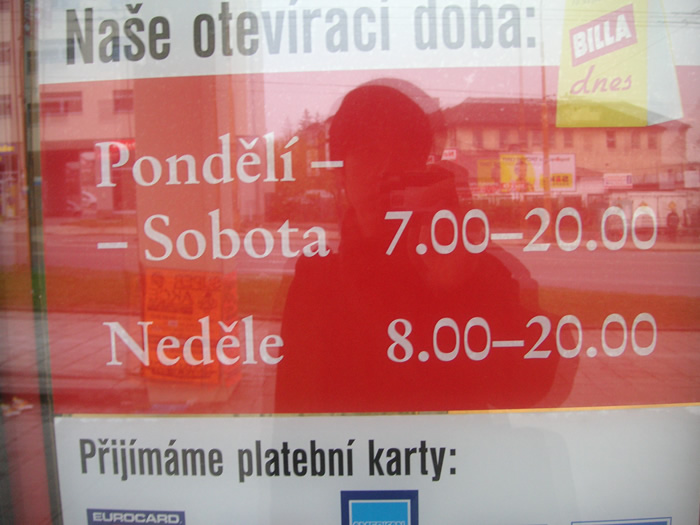 Naše otevírací doba:
BILLA
dnes
Pondělí –
– Sobota 7.00–20.00
Neděle 8.00–20.00
Přijímáme platební karty:
EUROCARD
AMERICAN